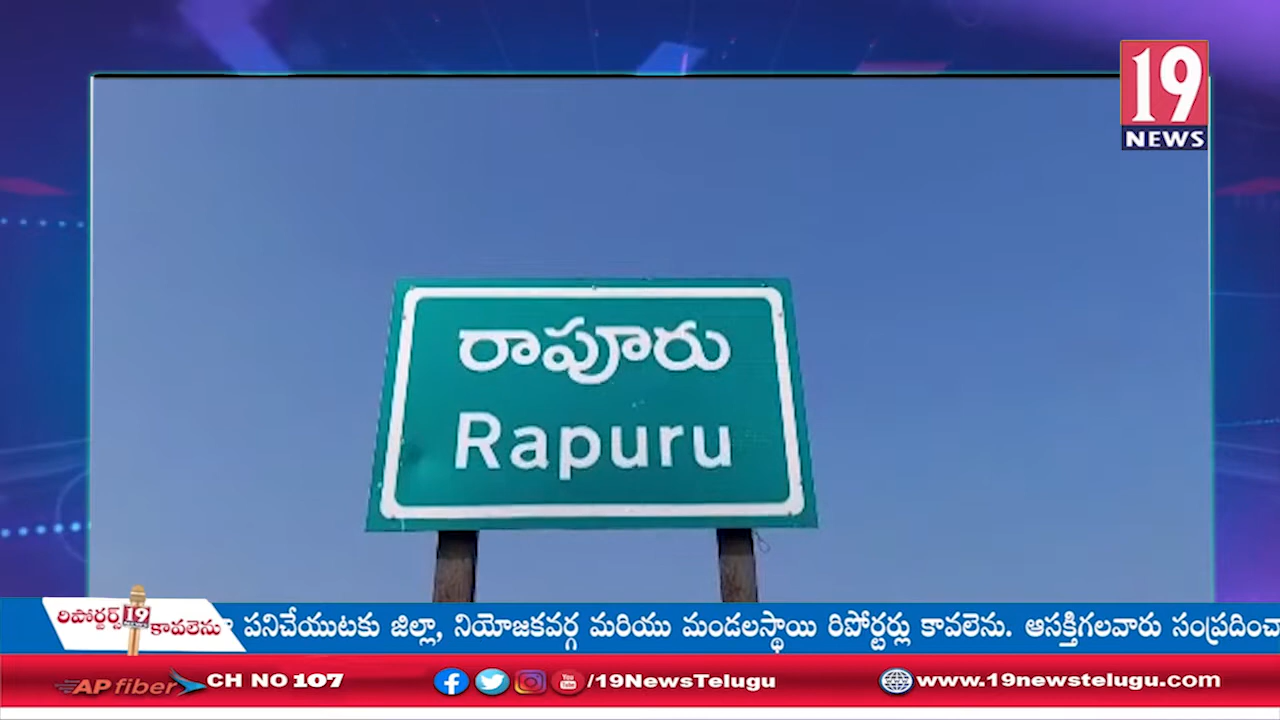 19
NEWS
రాపూరు
Rapuru
రిపోర్టర్స్ 19 కావలెను
పనిచేయుటకు జిల్లా, నియోజకవర్గ మరియు మండలస్థాయి రిపోర్టర్లు కావలెను. ఆసక్తిగలవారు సంప్రదించా
AP fiber CH NO 107
/19NewsTelugu
www.19newstelugu.com